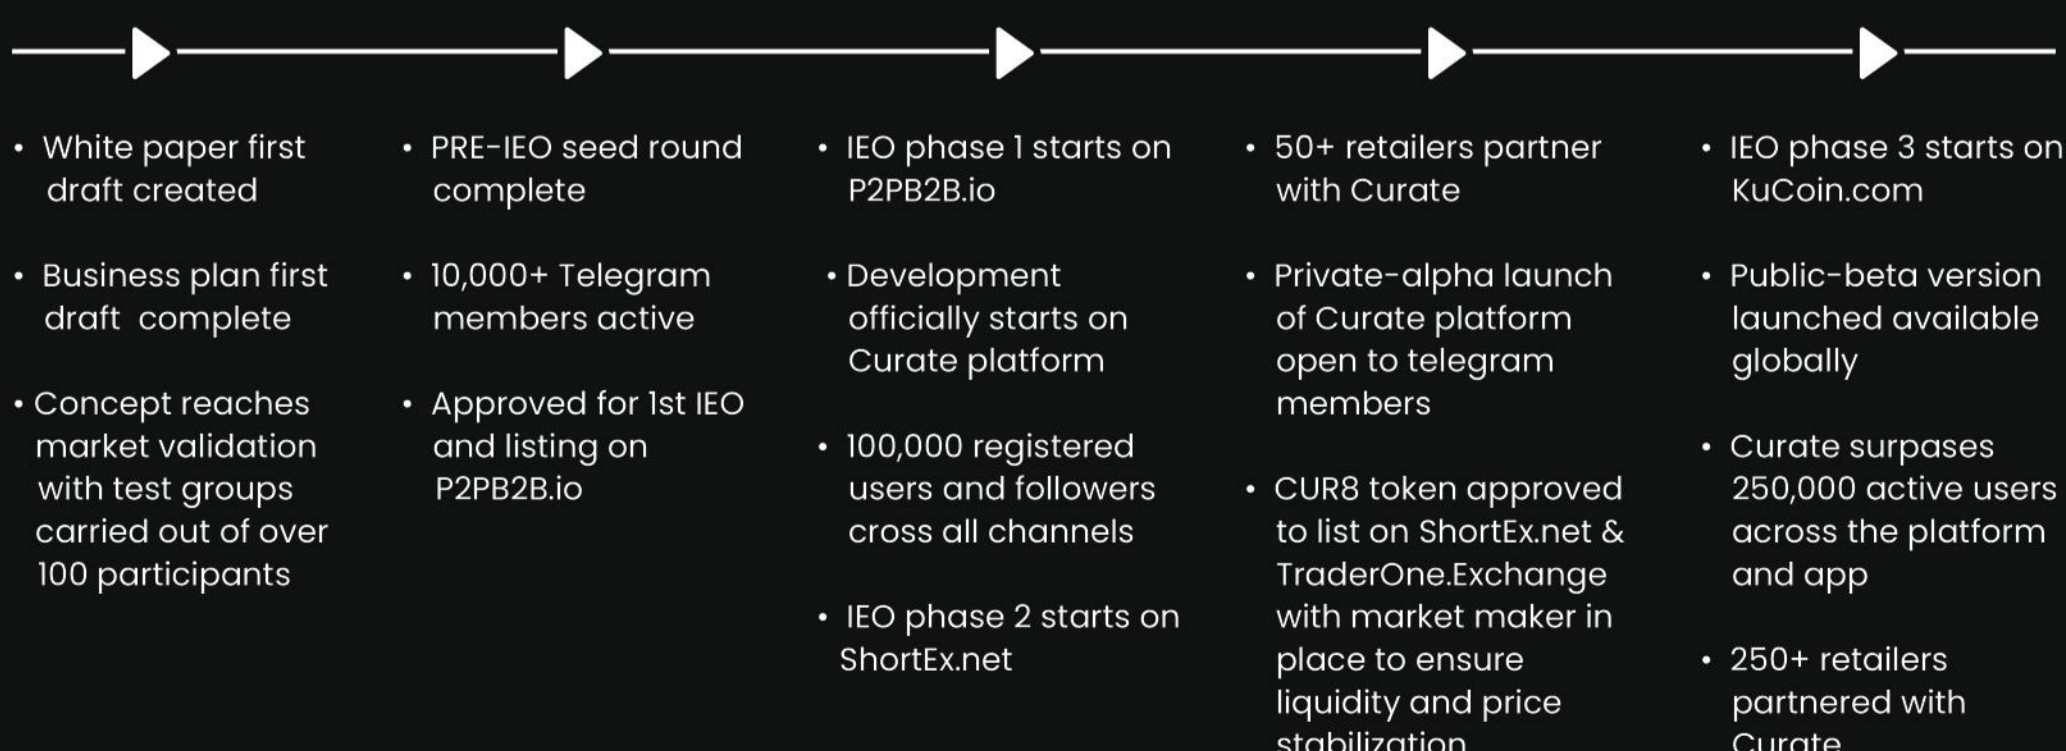 • White paper first
draft created
• Business plan first
draft complete
• Concept reaches
market validation
with test groups
carried out of over
100 participants
• PRE-IEO seed round
complete
• 10,000+ Telegram
members active
• Approved for 1st IEO
and listing on
P2PB2B.io
• IEO phase 1 starts on
P2PB2B.io
• Development
officially starts on
Curate platform
• 100,000 registered
users and followers
cross all channels
• IEO phase 2 starts on
ShortEx.net
• 50+ retailers partner
with Curate
• Private-alpha launch
of Curate platform
open to telegram
members
• CUR8 token approved
to list on ShortEx.net &
TraderOne.Exchange
with market maker in
place to ensure
liquidity and price
stabilization
• IEO phase 3 starts on
KuCoin.com
• Public-beta version
launched available
globally
• Curate surpases
250,000 active users
across the platform
and app
• 250+ retailers
partnered with
Curate